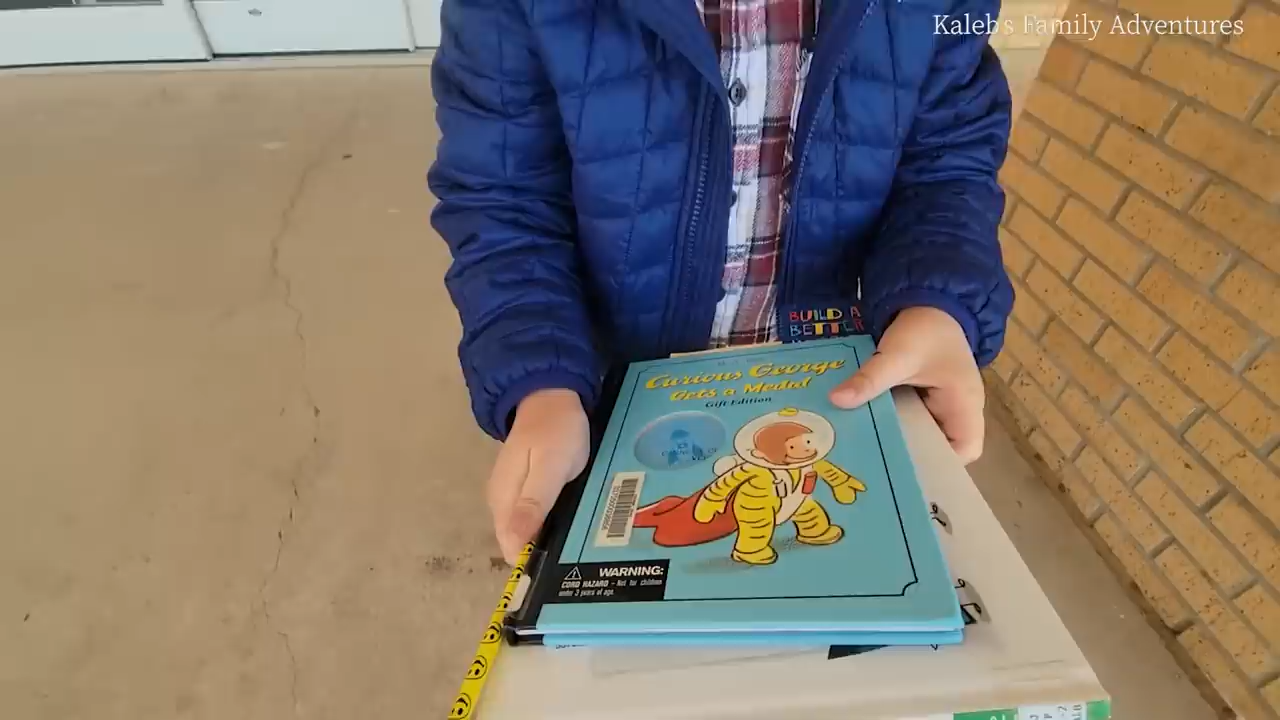 Kaleb's Family Adventures
BUILD A
BETTER
Curious George
Gets a Medal
Gift Edition
WARNING:
CORD HAZARD - Not for children
under 3 years of age.